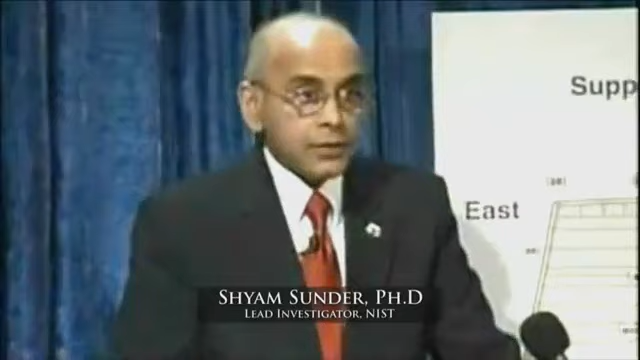 Supp
East
SHYAM SUNDER, PH.D
LEAD INVESTIGATOR, NIST